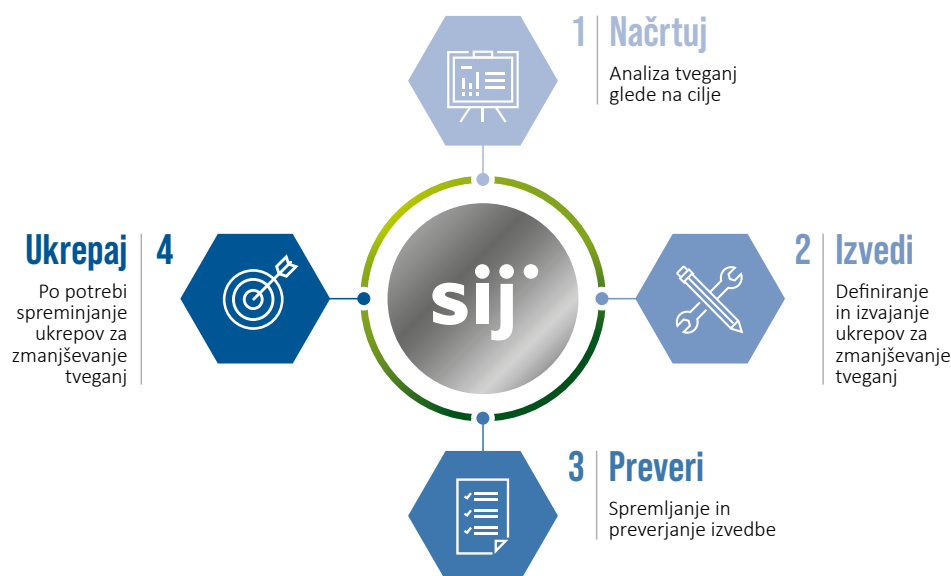 1 Načrtuj
Analiza tveganj
glede na cilje
2 Izvedi
Definiranje
in izvajanje
ukrepov za
zmanjševanje
tveganj
3 Preveri
Spremljanje in
preverjanje izvedbe
Ukrepaj 4
Po potrebi
spreminjanje
ukrepov za
zmanjševanje
tveganj
sij